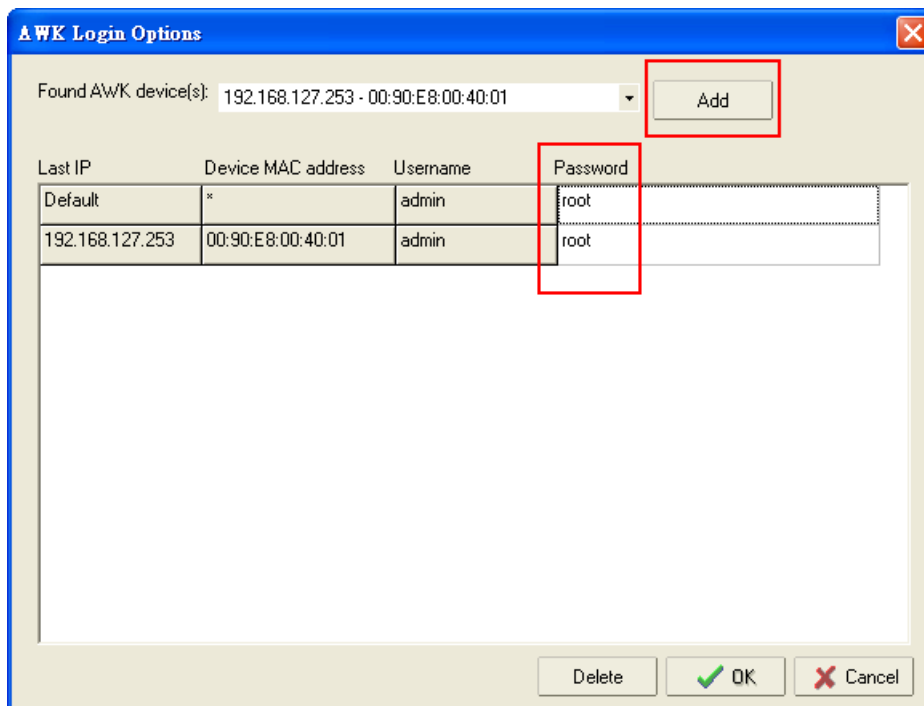 AWK Login Options
Found AWK device(s): 192.168.127.253 - 00:90:E8:00:40:01 Add
Last IP Device MAC address Username Password
Default * admin root
192.168.127.253 00:90:E8:00:40:01 admin root
Delete OK Cancel